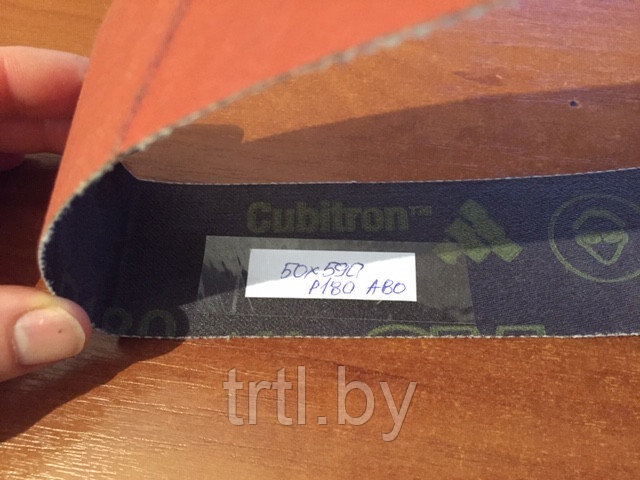 Cubitron™
50x590
P180 A80
trtl.by